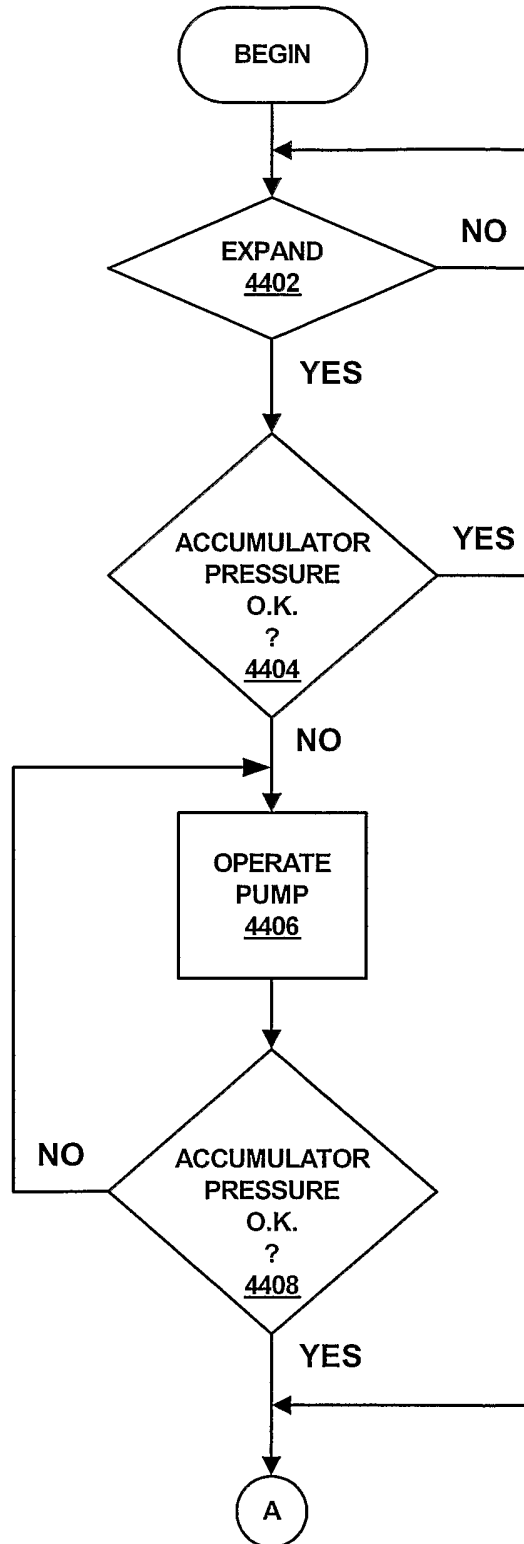 BEGIN
EXPAND
4402
NO
YES
ACCUMULATOR
PRESSURE
O.K.
?
4404
YES
NO
OPERATE
PUMP
4406
NO
ACCUMULATOR
PRESSURE
O.K.
?
4408
YES
A